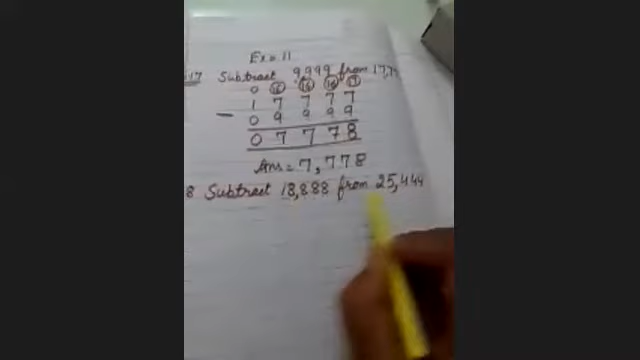 Ex = 11
17 Subtract 9999 from 17,77
0 16 16 16 17
1 7 7 7 7
- 0 9 9 9 9
0 7 7 7 8
Ans = 7,778
8 Subtract 18,888 from 25,444